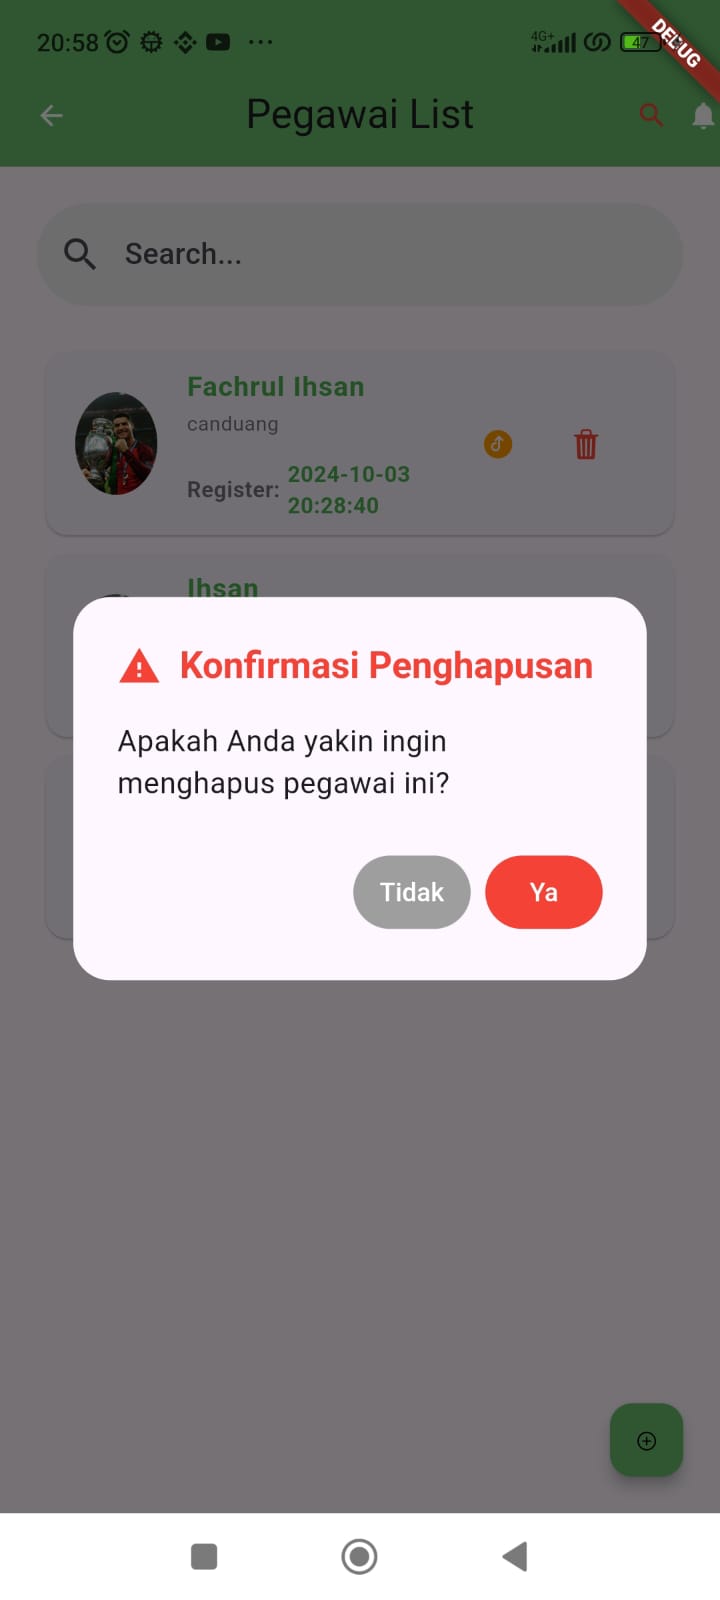 20:58
4G+
47
DEBUG
Pegawai List
Search...
Fachrul Ihsan
canduang
Register: 2024-10-03
20:28:40
Ihsan
Konfirmasi Penghapusan
Apakah Anda yakin ingin
menghapus pegawai ini?
Tidak
Ya